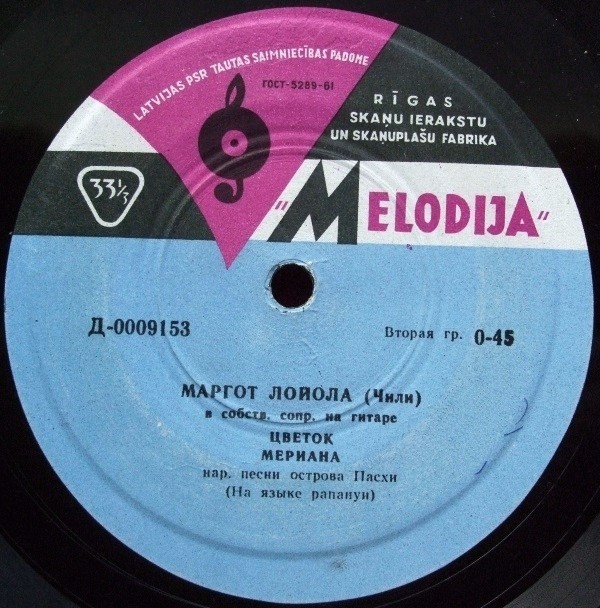 LATVIJAS PSR TAUTAS SAIMNIECĪBAS PADOME
ГОСТ-5289-61
RĪGAS
SKAŅU IERAKSTU
UN SKAŅUPLAŠU FABRIKA
33⅓
"MELODIJA"
Д-0009153
Вторая гр. 0-45
МАРГОТ ЛОЙОЛА (Чили)
в собств. сопр. на гитаре
ЦВЕТОК
МЕРИАНА
нар. песни острова Пасхи
(На языке рапануи)